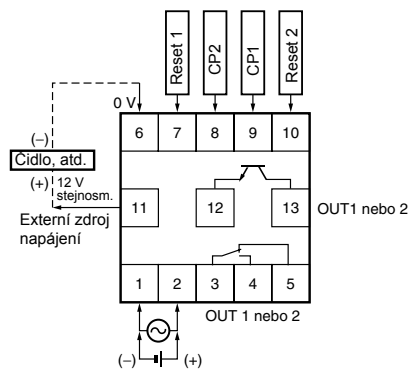 Reset 1
CP2
CP1
Reset 2
0 V
6 7 8 9 10
(–)
Čidlo, atd.
(+) 12 V
stejnosm.
11 12 13
OUT1 nebo 2
Externí zdroj
napájení
1 2 3 4 5
OUT 1 nebo 2
(–) (+)